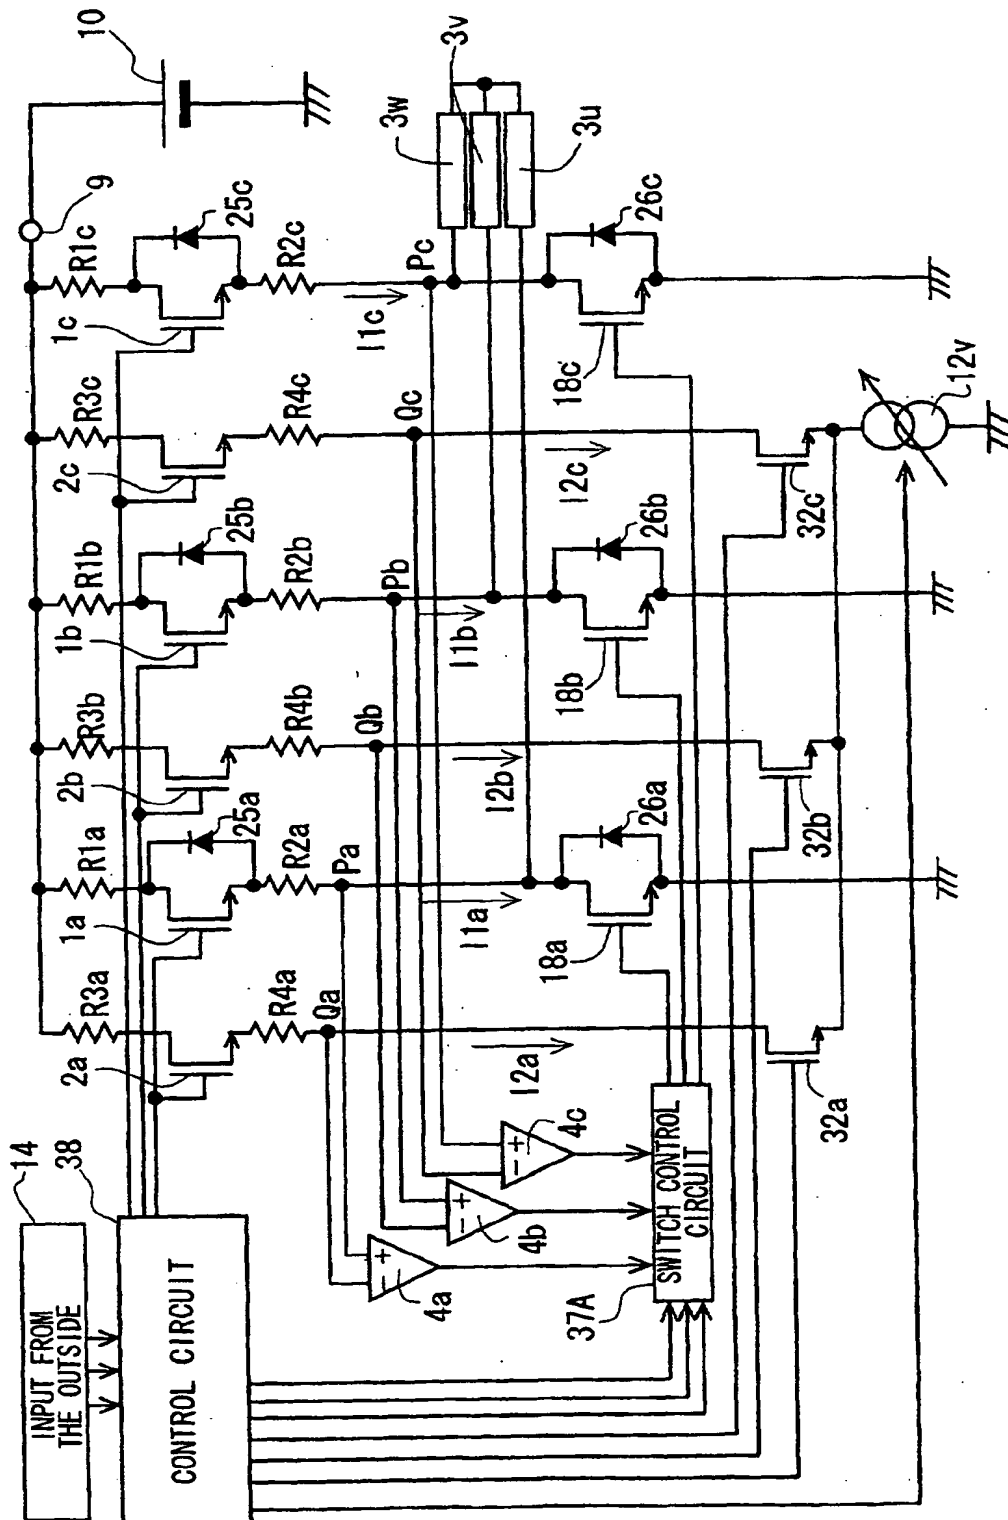 INPUT FROM
THE OUTSIDE
14
38
CONTROL CIRCUIT
R3a
R1a
R3b
R1b
R3c
R1c
9
10
2a
1a
2b
1b
2c
1c
25a
25b
25c
R4a
R2a
R4b
R2b
R4c
R2c
Qa
Pa
Qb
Pb
Qc
Pc
3w
3v
3u
I2a
I1a
I2b
I1b
I2c
I1c
- +
4a
- +
4b
- +
4c
SWITCH CONTROL
CIRCUIT
37A
18a
26a
18b
26b
18c
26c
32a
32b
32c
12v